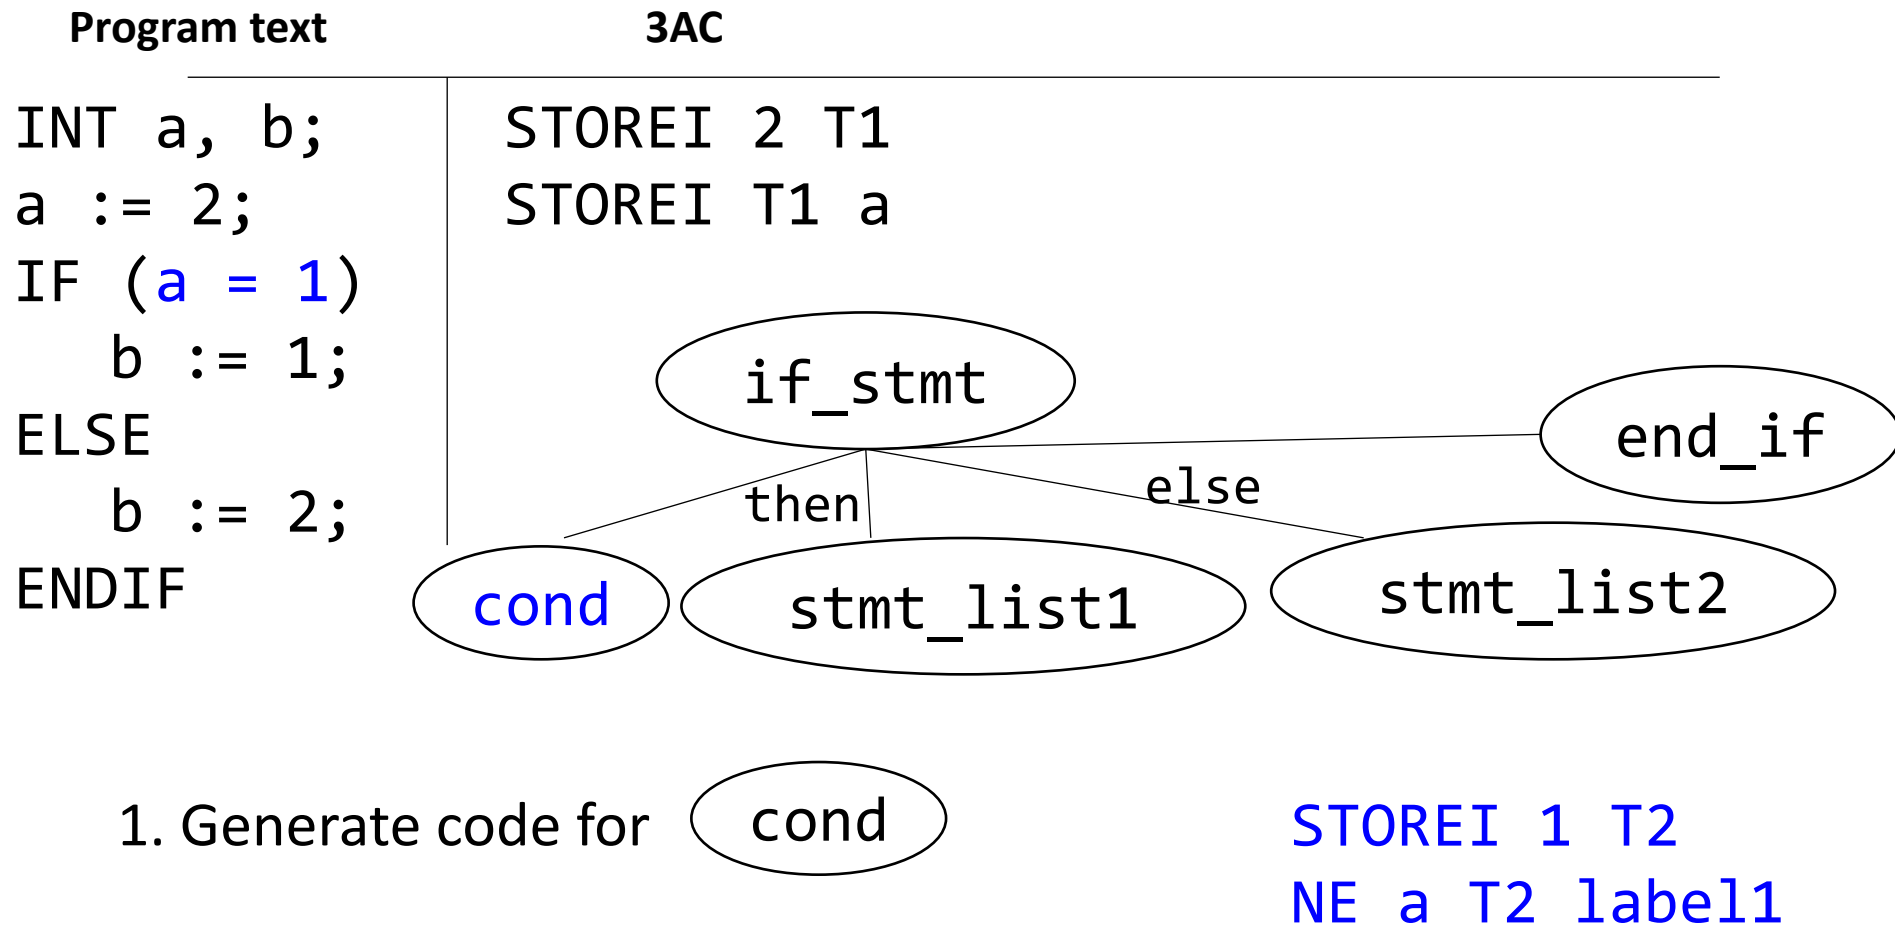 Program text 3AC
INT a, b; STOREI 2 T1
a := 2; STOREI T1 a
IF (a = 1)
b := 1;
ELSE
b := 2;
ENDIF
if_stmt
end_if
then
else
cond
stmt_list1
stmt_list2
1. Generate code for cond
STOREI 1 T2
NE a T2 label1